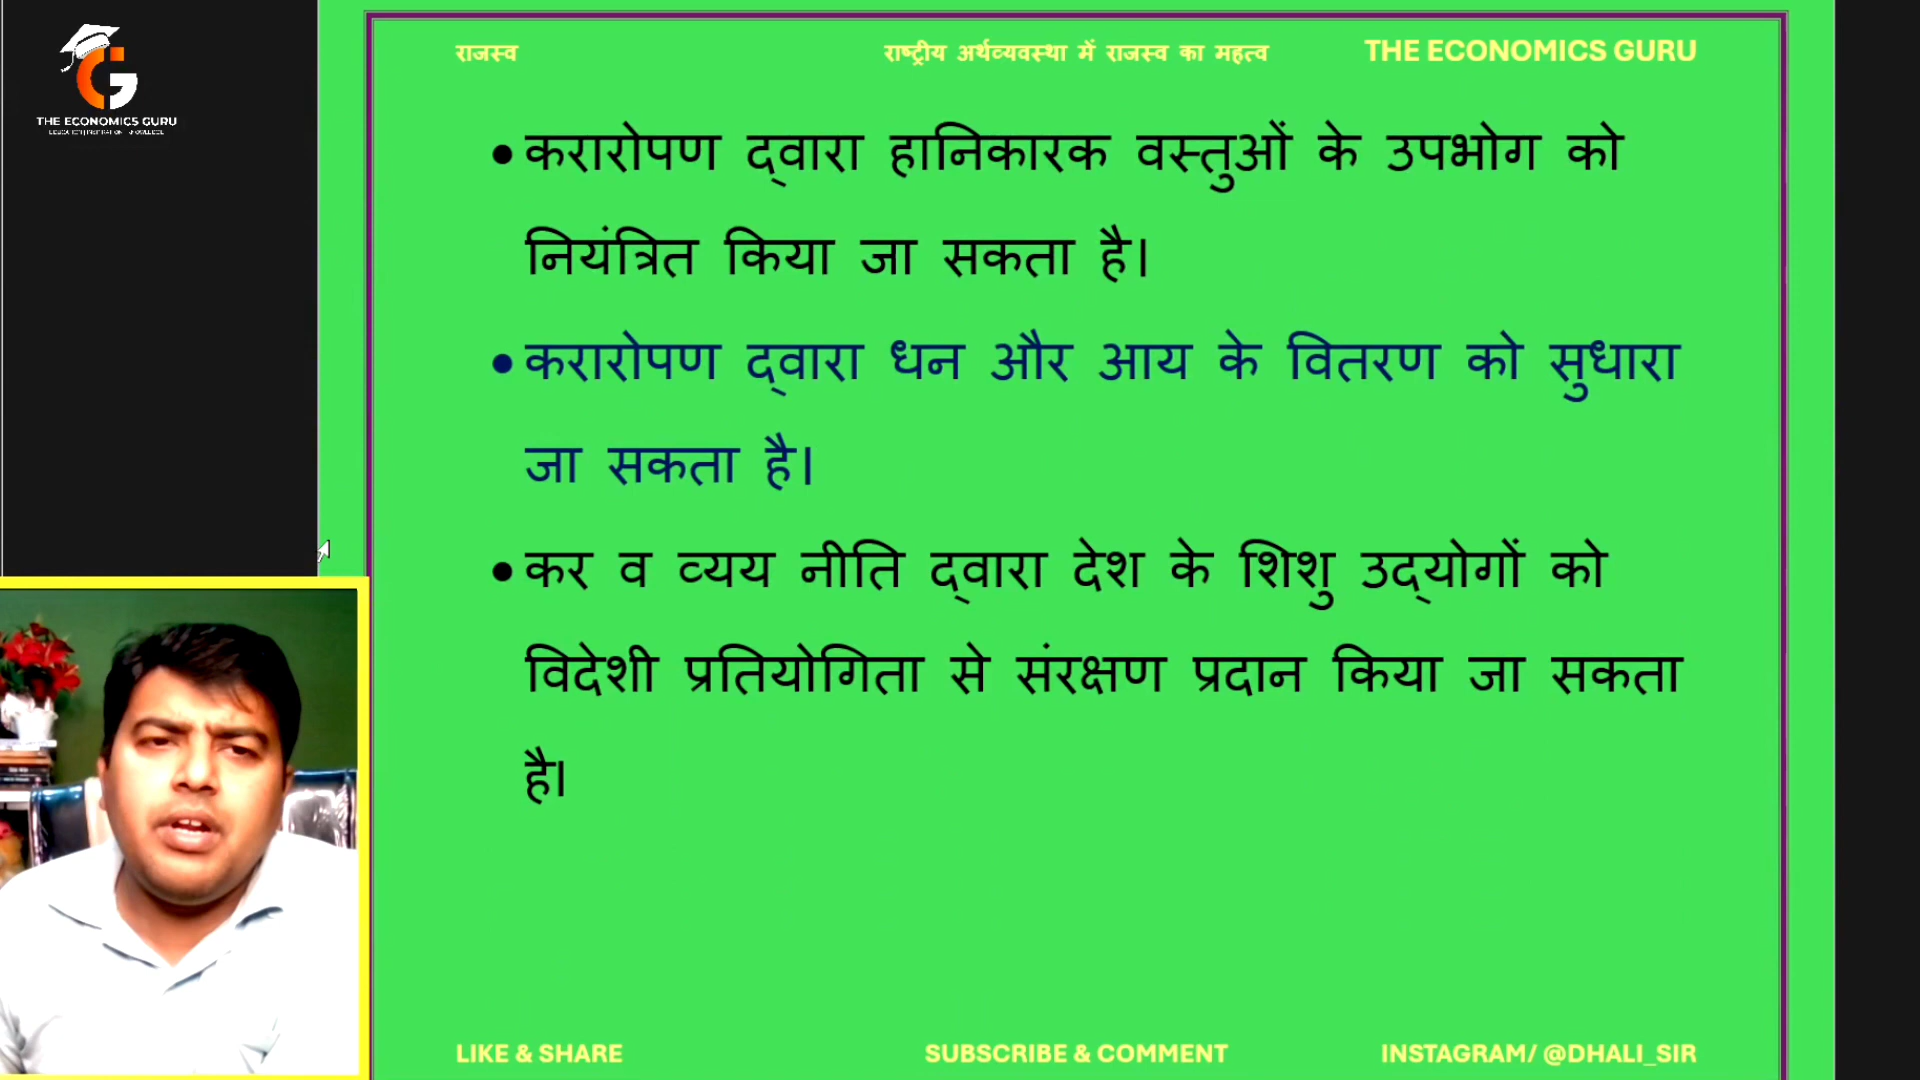 THE ECONOMICS GURU
राजस्व
राष्ट्रीय अर्थव्यवस्था में राजस्व का महत्व
THE ECONOMICS GURU
• करारोपण द्वारा हानिकारक वस्तुओं के उपभोग को
नियंत्रित किया जा सकता है।
• करारोपण द्वारा धन और आय के वितरण को सुधारा
जा सकता है।
• कर व व्यय नीति द्वारा देश के शिशु उद्योगों को
विदेशी प्रतियोगिता से संरक्षण प्रदान किया जा सकता
है।
LIKE & SHARE
SUBSCRIBE & COMMENT
INSTAGRAM/ @DHALI_SIR